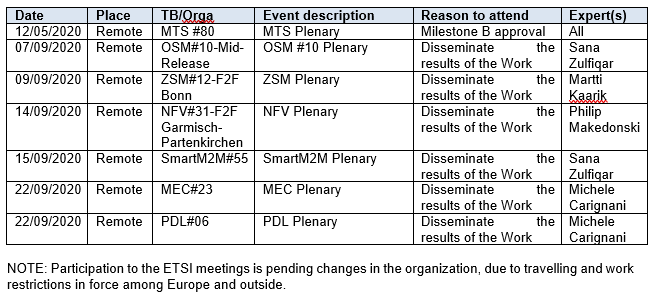 Date Place TB/Orga Event description Reason to attend Expert(s)
12/05/2020 Remote MTS #80 MTS Plenary Milestone B approval All
07/09/2020 Remote OSM#10-Mid- OSM #10 Plenary Disseminate the Sana
Release results of the Work Zulfiqar
09/09/2020 Remote ZSM#12-F2F ZSM Plenary Disseminate the Martti
Bonn results of the Work Kaarik
14/09/2020 Remote NFV#31-F2F NFV Plenary Disseminate the Philip
Garmisch- results of the Work Makedonski
Partenkirchen
15/09/2020 Remote SmartM2M#55 SmartM2M Plenary Disseminate the Sana
results of the Work Zulfiqar
22/09/2020 Remote MEC#23 MEC Plenary Disseminate the Michele
results of the Work Carignani
22/09/2020 Remote PDL#06 PDL Plenary Disseminate the Michele
results of the Work Carignani
NOTE: Participation to the ETSI meetings is pending changes in the organization, due to travelling and work
restrictions in force among Europe and outside.